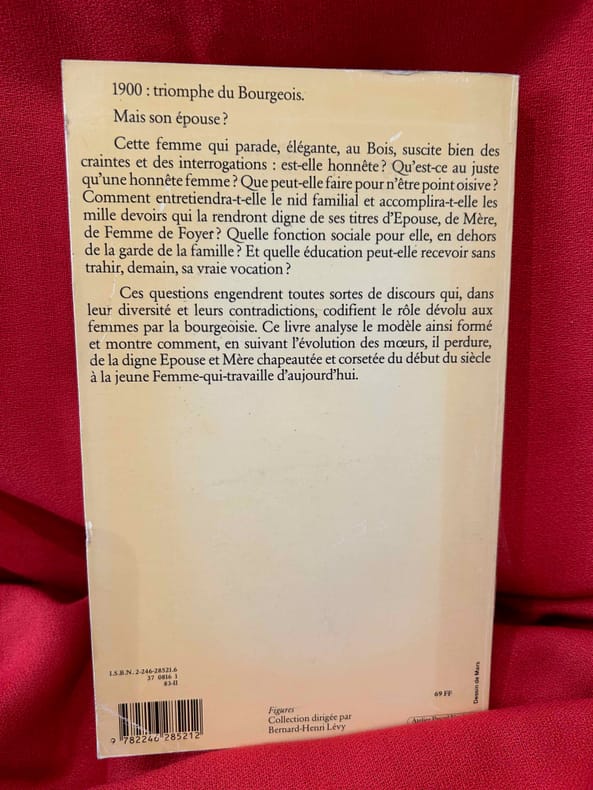 1900 : triomphe du Bourgeois.
Mais son épouse ?
Cette femme qui parade, élégante, au Bois, suscite bien des
craintes et des interrogations : est-elle honnête ? Qu'est-ce au juste
qu'une honnête femme ? Que peut-elle faire pour n'être point oisive ?
Comment entretiendra-t-elle le nid familial et accomplira-t-elle les
mille devoirs qui la rendront digne de ses titres d'Epouse, de Mère,
de Femme de Foyer ? Quelle fonction sociale pour elle, en dehors
de la garde de la famille ? Et quelle éducation peut-elle recevoir sans
trahir, demain, sa vraie vocation ?
Ces questions engendrent toutes sortes de discours qui, dans
leur diversité et leurs contradictions, codifient le rôle dévolu aux
femmes par la bourgeoisie. Ce livre analyse le modèle ainsi formé
et montre comment, en suivant l'évolution des mœurs, il perdure,
de la digne Epouse et Mère chapeautée et corsetée du début du siècle
à la jeune Femme-qui-travaille d'aujourd'hui.
I.S.B.N. 2-246-28521.6
37 0816 1
83-II
9 782246 285212
Figures
Collection dirigée par
Bernard-Henri Lévy
69 FF
Dessin de Mars
Atelier